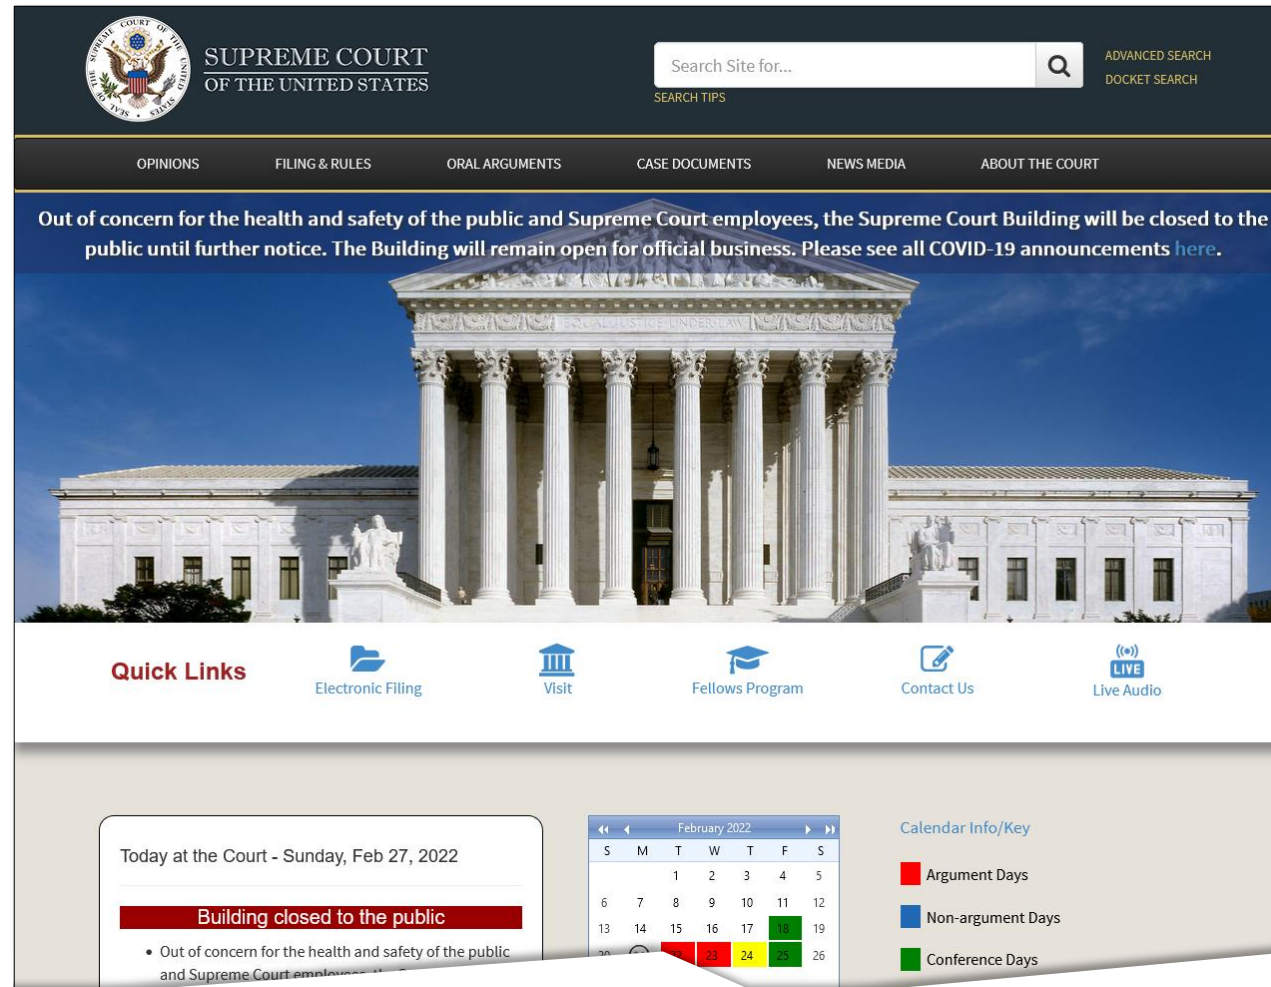 SUPREME COURT
OF THE UNITED STATES
Search Site for...
SEARCH TIPS
ADVANCED SEARCH
DOCKET SEARCH
OPINIONS FILING & RULES ORAL ARGUMENTS CASE DOCUMENTS NEWS MEDIA ABOUT THE COURT
Out of concern for the health and safety of the public and Supreme Court employees, the Supreme Court Building will be closed to the
public until further notice. The Building will remain open for official business. Please see all COVID-19 announcements here.
EQUAL JUSTICE UNDER LAW
Quick Links
Electronic Filing
Visit
Fellows Program
Contact Us
LIVE
Live Audio
Today at the Court - Sunday, Feb 27, 2022
Building closed to the public
• Out of concern for the health and safety of the public
and Supreme Court employees, the
February 2022
S M T W T F S
1 2 3 4 5
6 7 8 9 10 11 12
13 14 15 16 17 18 19
20 22 23 24 25 26
Calendar Info/Key
Argument Days
Non-argument Days
Conference Days